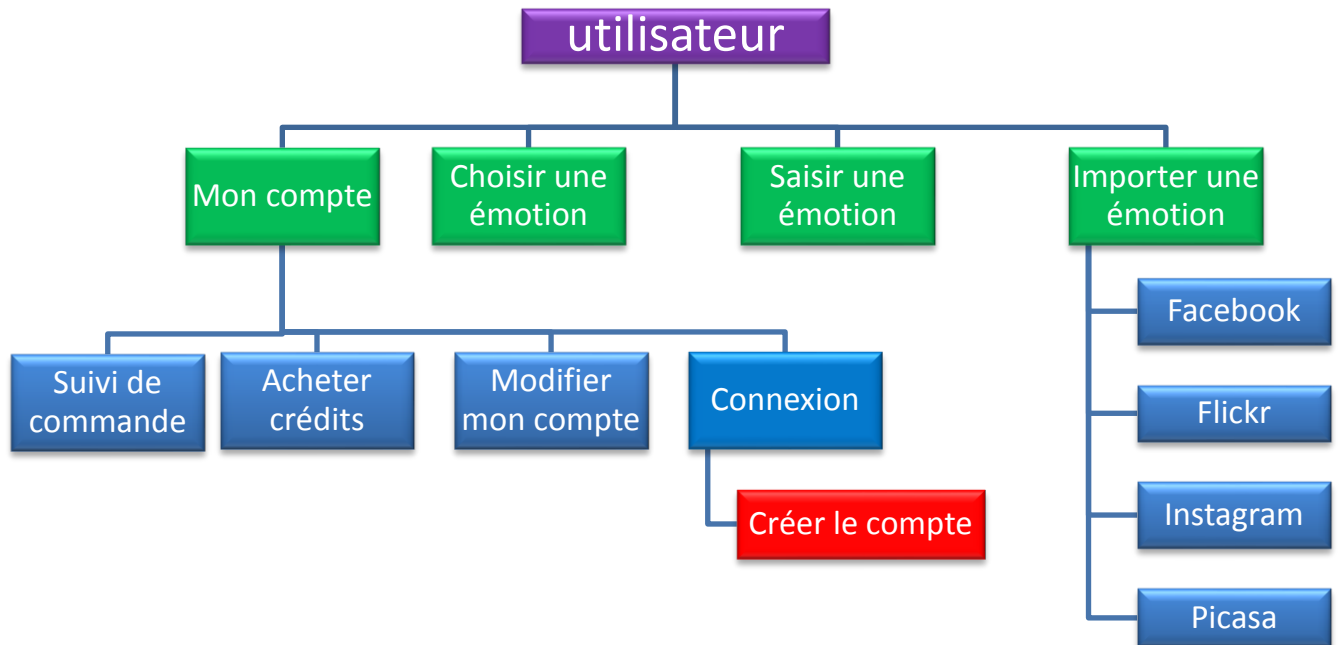 utilisateur
Mon compte
Choisir une
émotion
Saisir une
émotion
Importer une
émotion
Suivi de
commande
Acheter
crédits
Modifier
mon compte
Connexion
Créer le compte
Facebook
Flickr
Instagram
Picasa